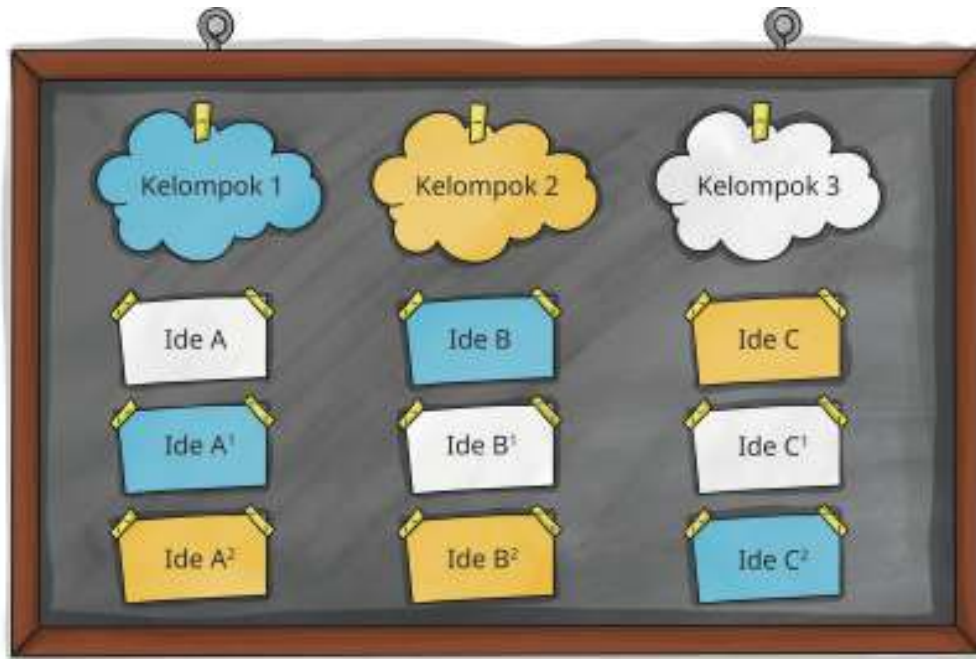 Kelompok 1
Kelompok 2
Kelompok 3
Ide A
Ide B
Ide C
Ide A¹
Ide B¹
Ide C¹
Ide A²
Ide B²
Ide C²